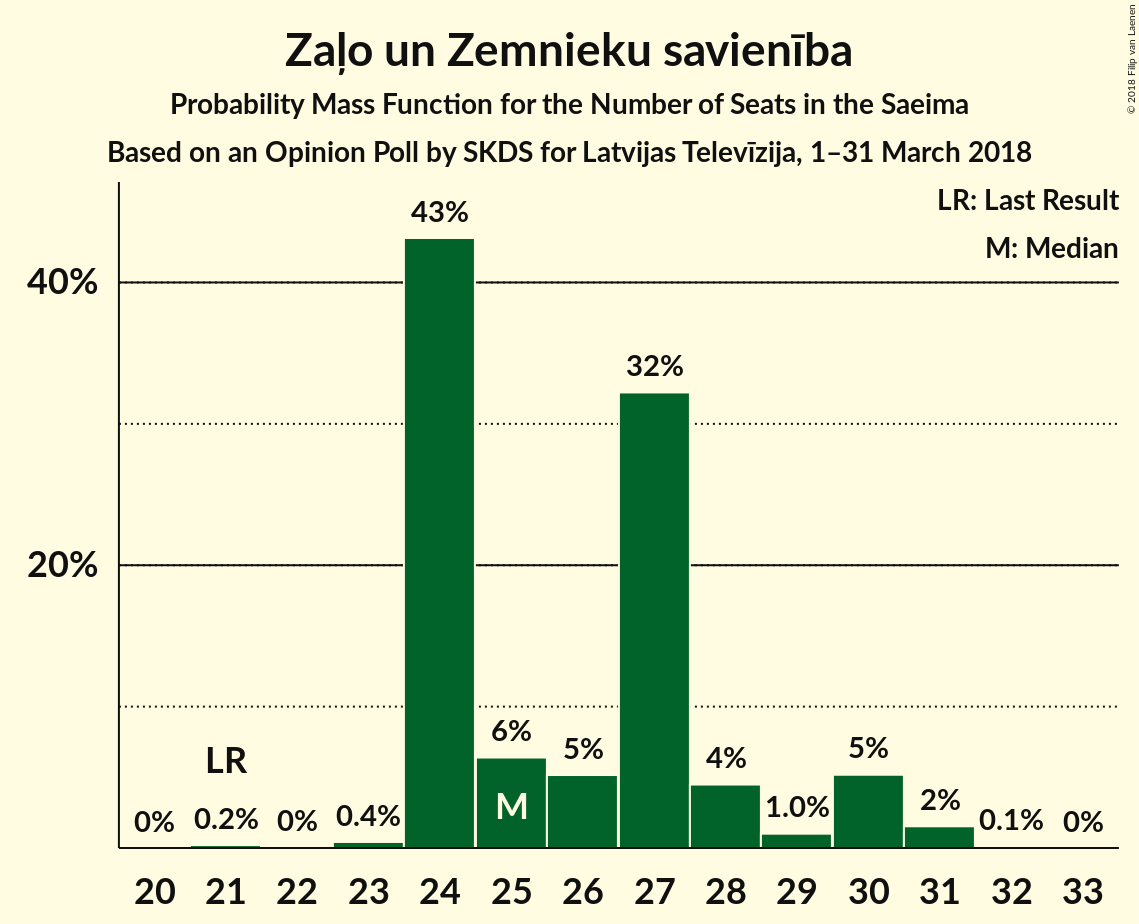 Zaļo un Zemnieku savienība
Probability Mass Function for the Number of Seats in the Saeima
Based on an Opinion Poll by SKDS for Latvijas Televīzija, 1–31 March 2018
© 2018 Filip van Laenen
LR: Last Result
M: Median
43%
40%
32%
20%
LR
6%
5%
4%
5%
M
0%
0.2%
0%
0.4%
1.0%
2%
0.1%
0%
20 21 22 23 24 25 26 27 28 29 30 31 32 33